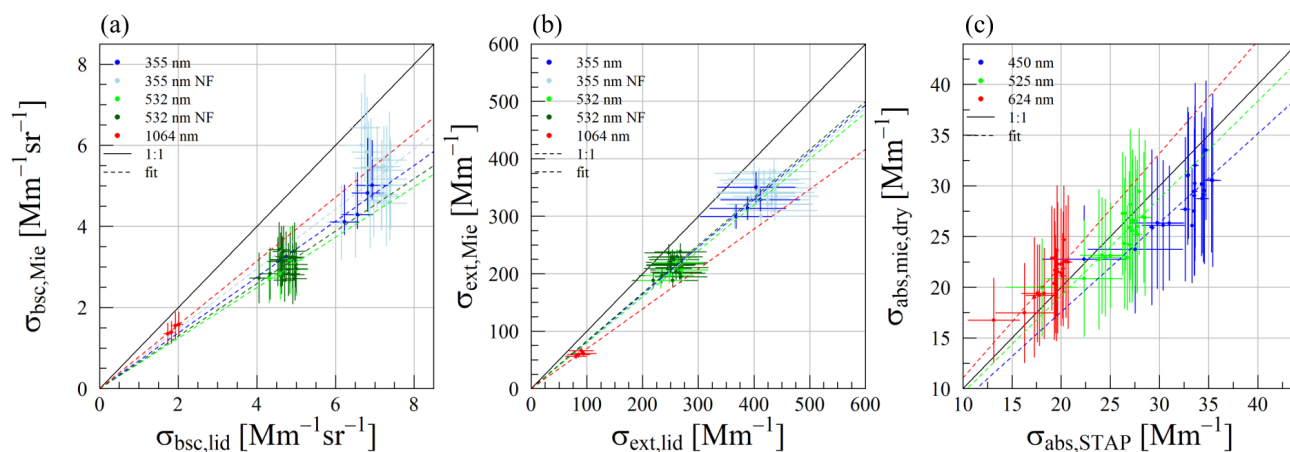 (a)
8
6
4
2
0
0 2 4 6 8
355 nm
355 nm NF
532 nm
532 nm NF
1064 nm
1:1
fit
σbsc,Mie [Mm⁻¹sr⁻¹]
σbsc,lid [Mm⁻¹sr⁻¹]
(b)
600
500
400
300
200
100
0
0 100 200 300 400 500 600
355 nm
355 nm NF
532 nm
532 nm NF
1064 nm
1:1
fit
σext,Mie [Mm⁻¹]
σext,lid [Mm⁻¹]
(c)
40
35
30
25
20
15
10
10 15 20 25 30 35 40
450 nm
525 nm
624 nm
1:1
fit
σabs,mie,dry [Mm⁻¹]
σabs,STAP [Mm⁻¹]